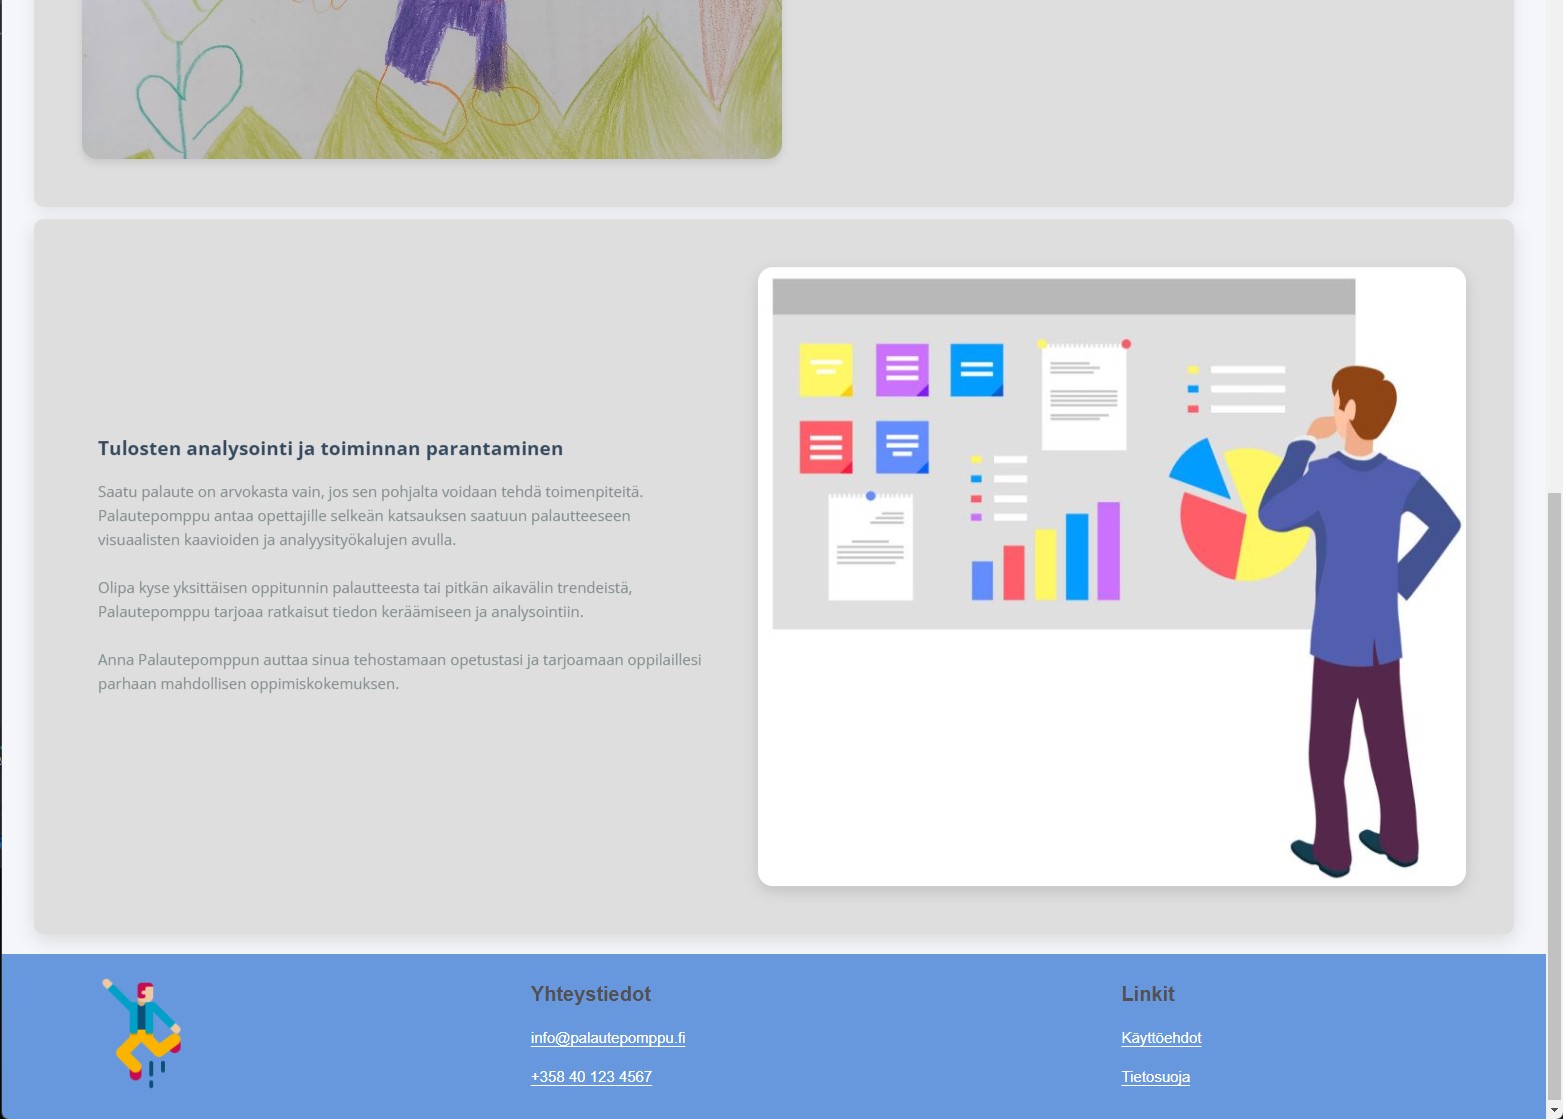 Tulosten analysointi ja toiminnan parantaminen
Saatu palaute on arvokasta vain, jos sen pohjalta voidaan tehdä toimenpiteitä.
Palautepomppu antaa opettajille selkeän katsauksen saatuun palautteeseen
visuaalisten kaavioiden ja analyysityökalujen avulla.
Olipa kyse yksittäisen oppitunnin palautteesta tai pitkän aikavälin trendeistä,
Palautepomppu tarjoaa ratkaisut tiedon keräämiseen ja analysointiin.
Anna Palautepomppun auttaa sinua tehostamaan opetustasi ja tarjoamaan oppilaillesi
parhaan mahdollisen oppimiskokemuksen.
Yhteystiedot
info@palautepomppu.fi
+358 40 123 4567
Linkit
Käyttöehdot
Tietosuoja